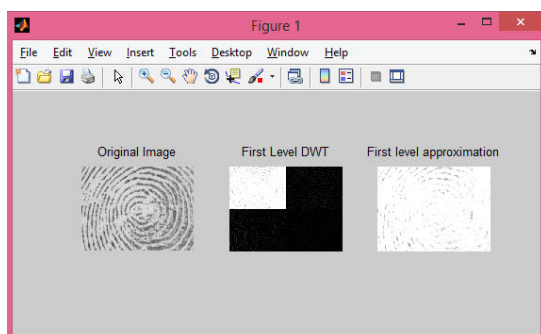 Figure 1
File Edit View Insert Tools Desktop Window Help
Original Image First Level DWT First level approximation